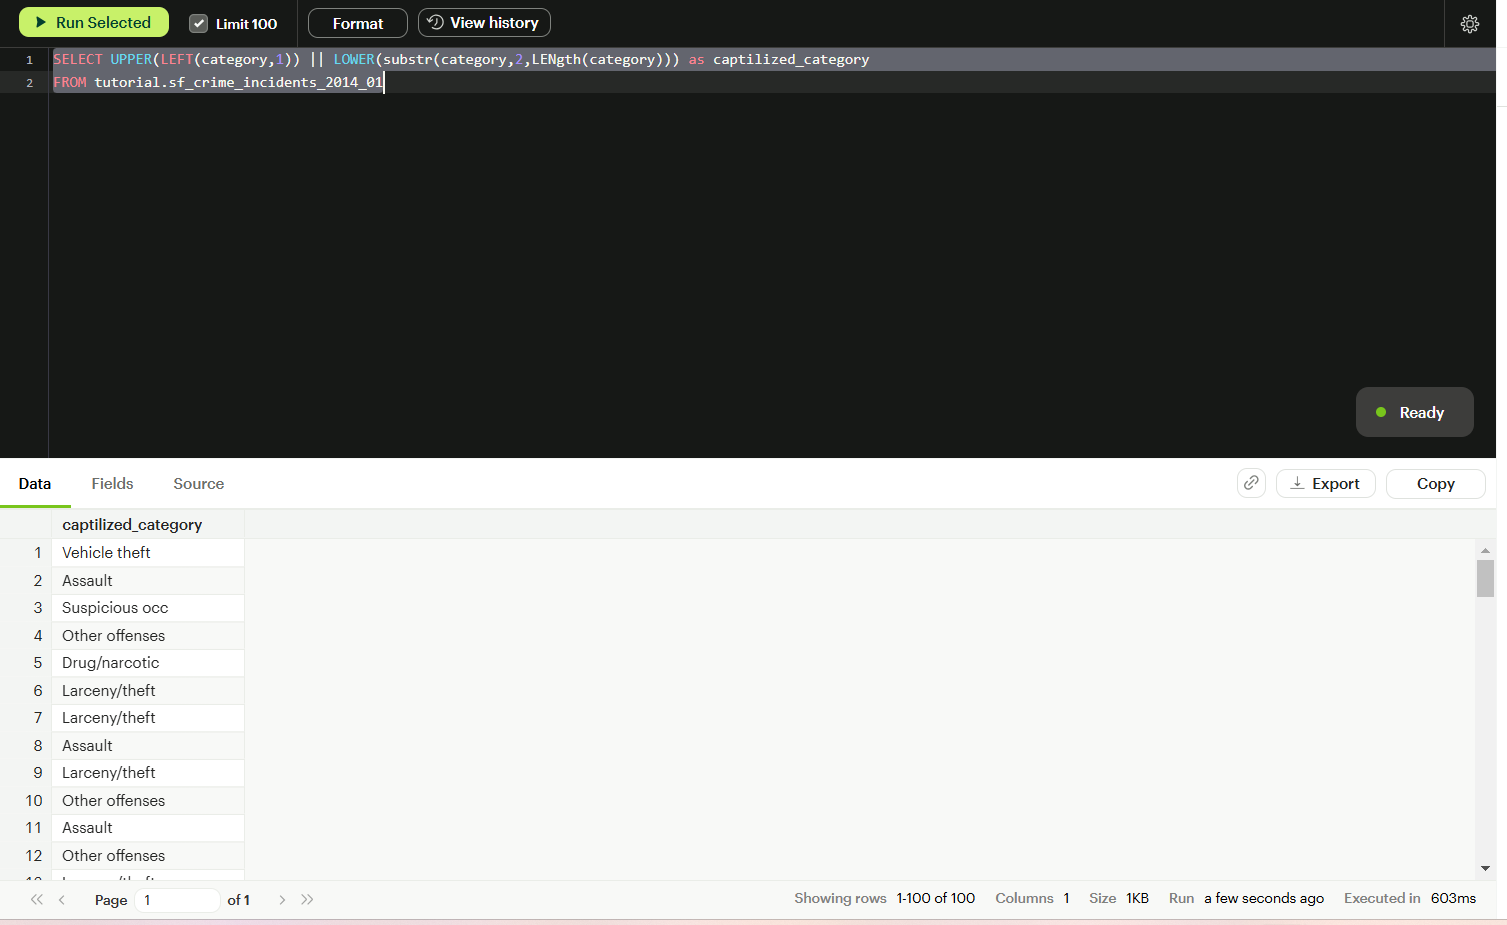 Run Selected Limit 100 Format View history
1 SELECT UPPER(LEFT(category,1)) || LOWER(substr(category,2,LENgth(category))) as captilized_category
2 FROM tutorial.sf_crime_incidents_2014_01
Ready
Data Fields Source Export Copy
captilized_category
1 Vehicle theft
2 Assault
3 Suspicious occ
4 Other offenses
5 Drug/narcotic
6 Larceny/theft
7 Larceny/theft
8 Assault
9 Larceny/theft
10 Other offenses
11 Assault
12 Other offenses
Page 1 of 1 Showing rows 1-100 of 100 Columns 1 Size 1KB Run a few seconds ago Executed in 603ms